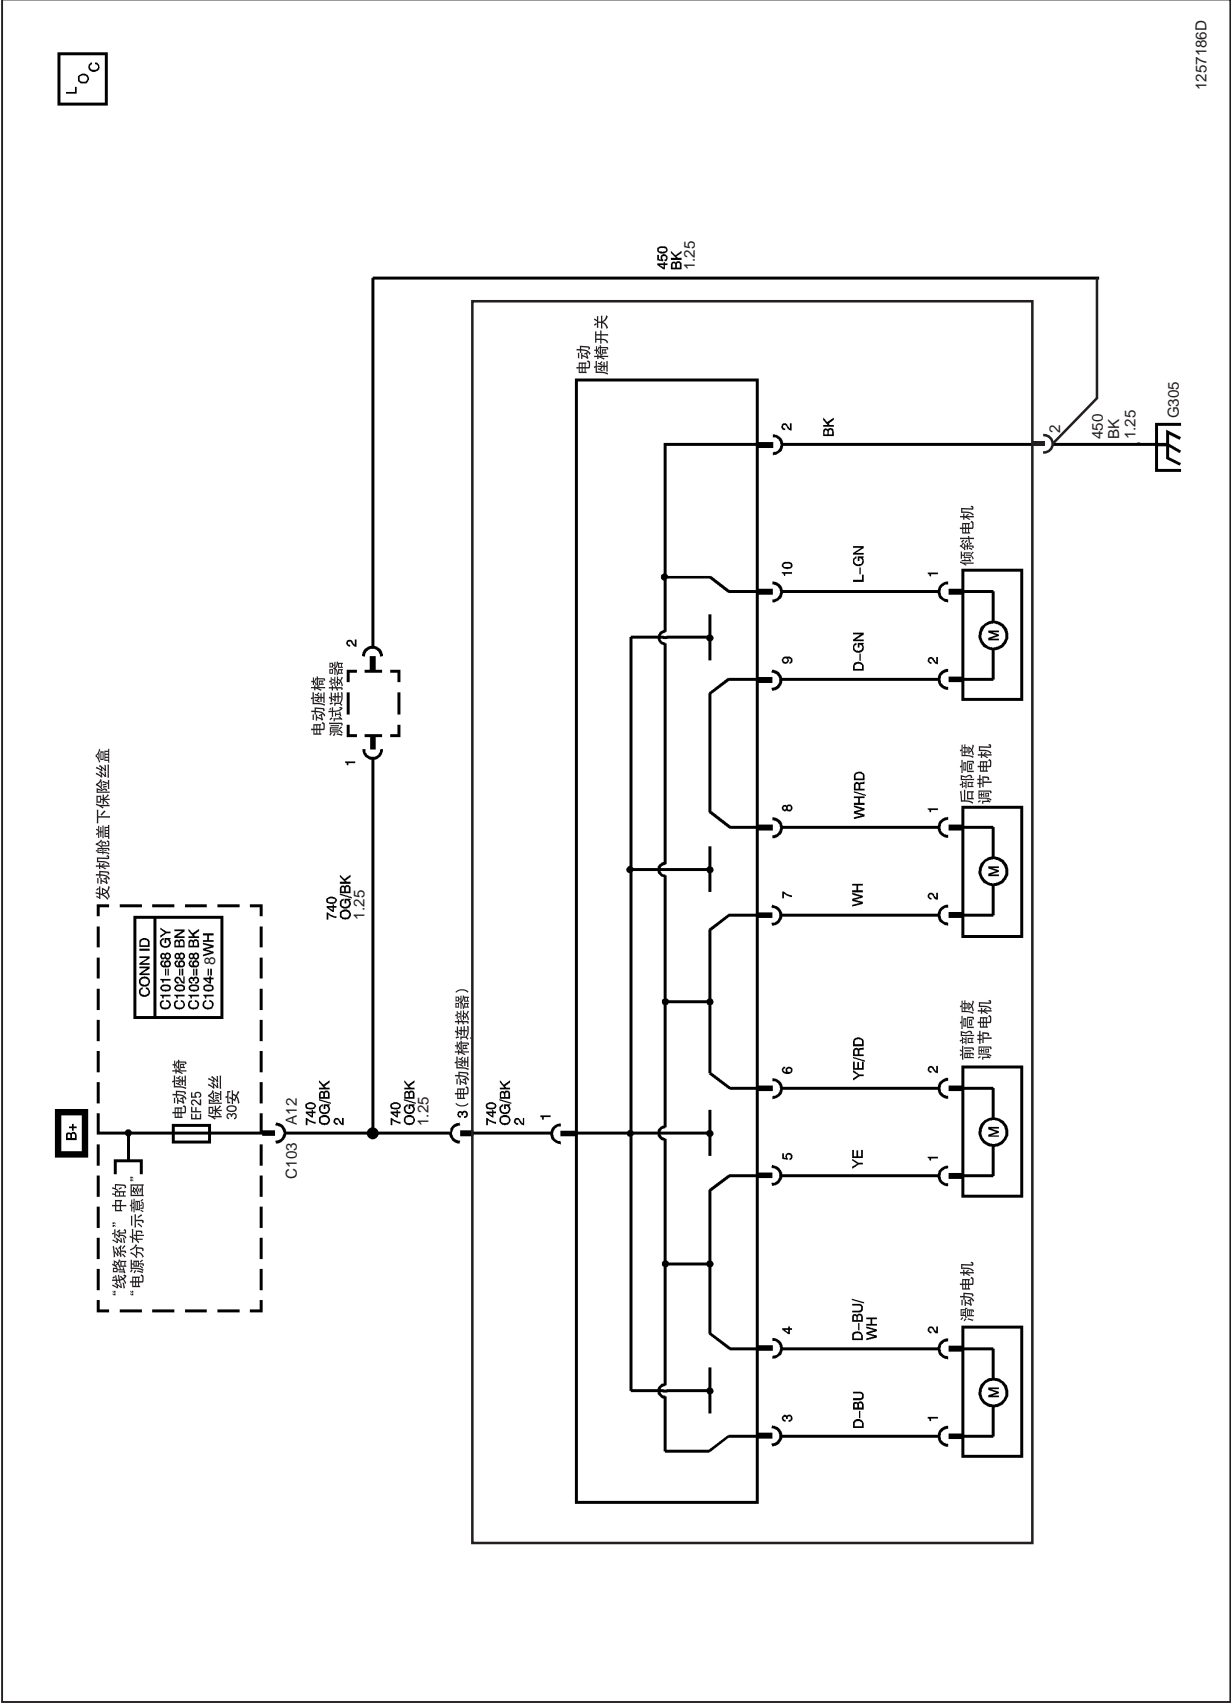 B+
发动机舱盖下保险丝盒
“线路系统” 中的
“电源分布示意图”
电动座椅
EF25
保险丝
30安
CONN ID
C101=68 GY
C102=68 BN
C103=68 BK
C104= 8WH
C103
A12
740
OG/BK
2
740
OG/BK
1.25
电动座椅
测试连接器
1
2
740
OG/BK
1.25
450
BK
1.25
3 (电动座椅连接器)
740
OG/BK
2
1
电动
座椅开关
3
4
5
6
7
8
9
10
2
D-BU
D-BU/
WH
YE
YE/RD
WH
WH/RD
D-GN
L-GN
BK
1
2
1
2
2
1
2
1
2
M
M
M
M
滑动电机
前部高度
调节电机
后部高度
调节电机
倾斜电机
450
BK
1.25
G305
LOC
1257186D